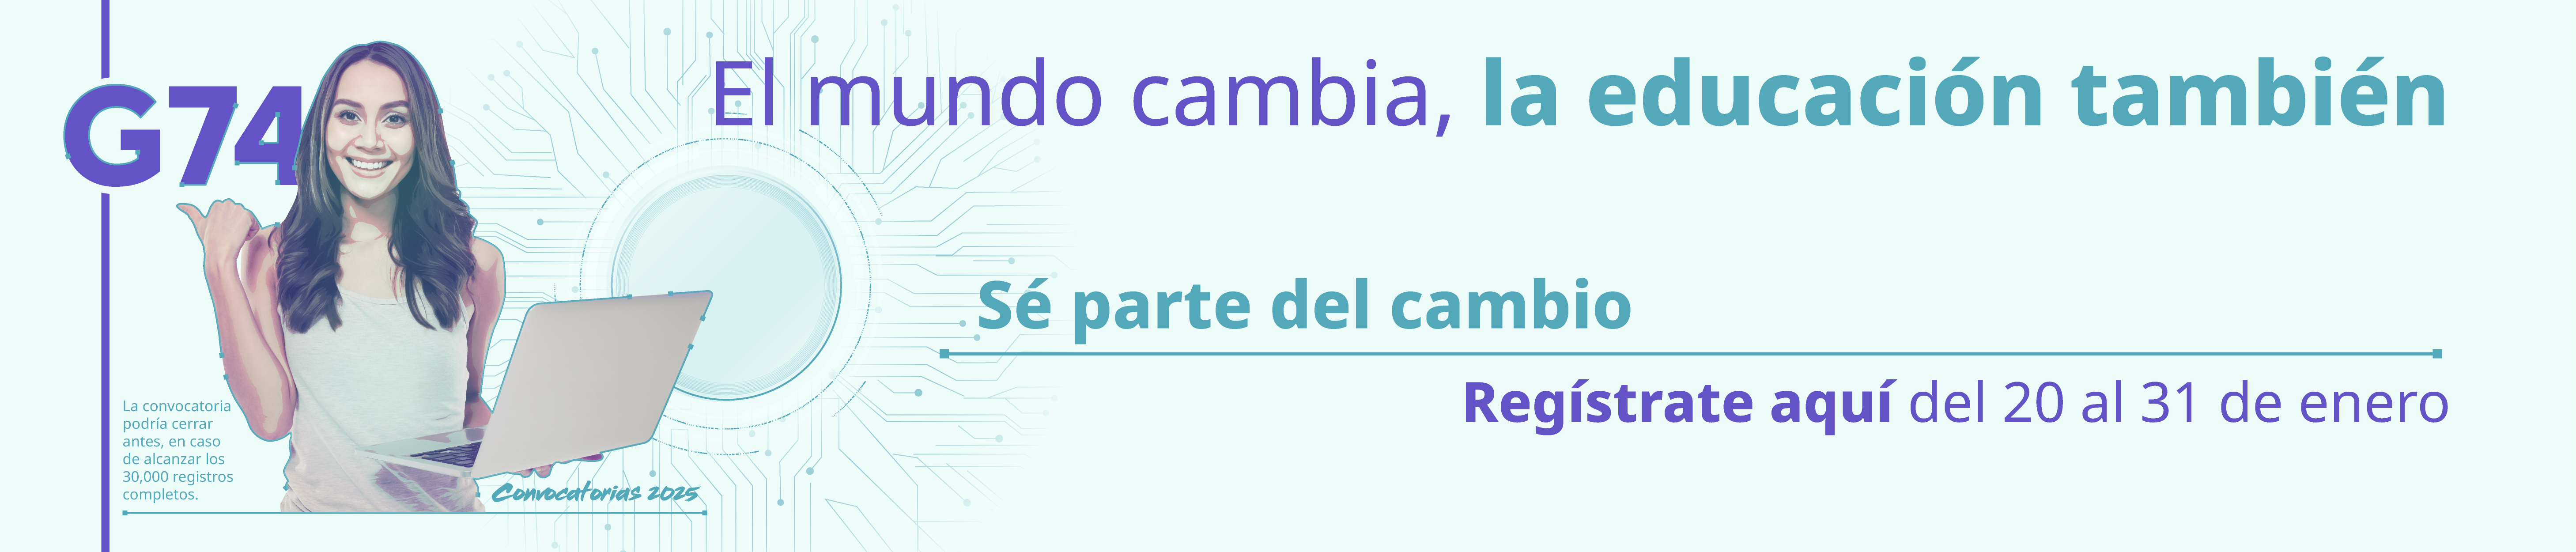 G74
El mundo cambia, la educación también
Sé parte del cambio
Regístrate aquí del 20 al 31 de enero
La convocatoria
podría cerrar
antes, en caso
de alcanzar los
30,000 registros
completos.
Convocatorias 2025